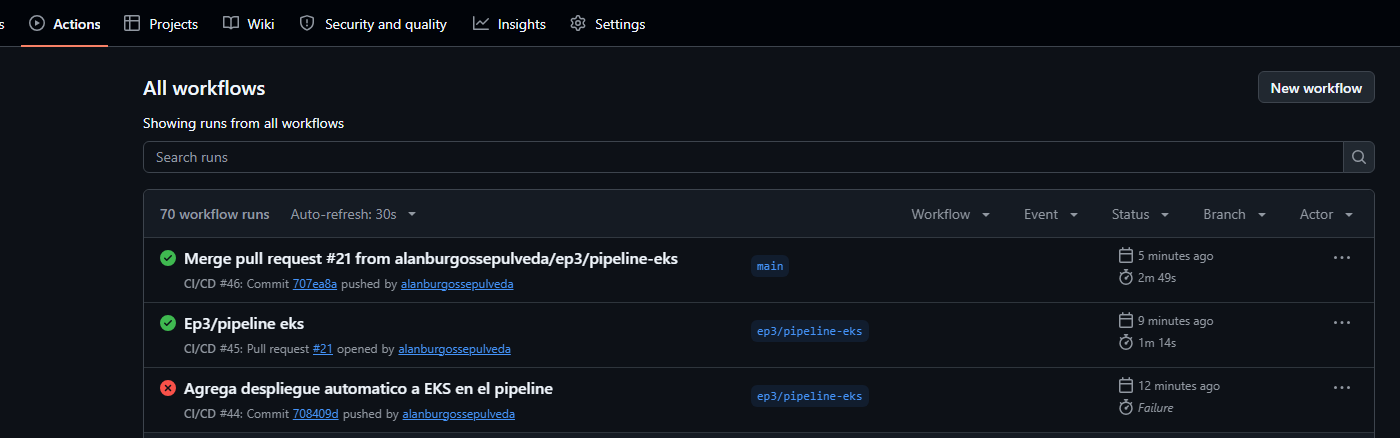 s Actions Projects Wiki Security and quality Insights Settings
All workflows New workflow
Showing runs from all workflows
Search runs
70 workflow runs Auto-refresh: 30s Workflow Event Status Branch Actor
Merge pull request #21 from alanburgossepulveda/ep3/pipeline-eks main 5 minutes ago
CI/CD #46: Commit 707ea8a pushed by alanburgossepulveda 2m 49s
Ep3/pipeline eks ep3/pipeline-eks 9 minutes ago
CI/CD #45: Pull request #21 opened by alanburgossepulveda 1m 14s
Agrega despliegue automatico a EKS en el pipeline ep3/pipeline-eks 12 minutes ago
CI/CD #44: Commit 708409d pushed by alanburgossepulveda Failure